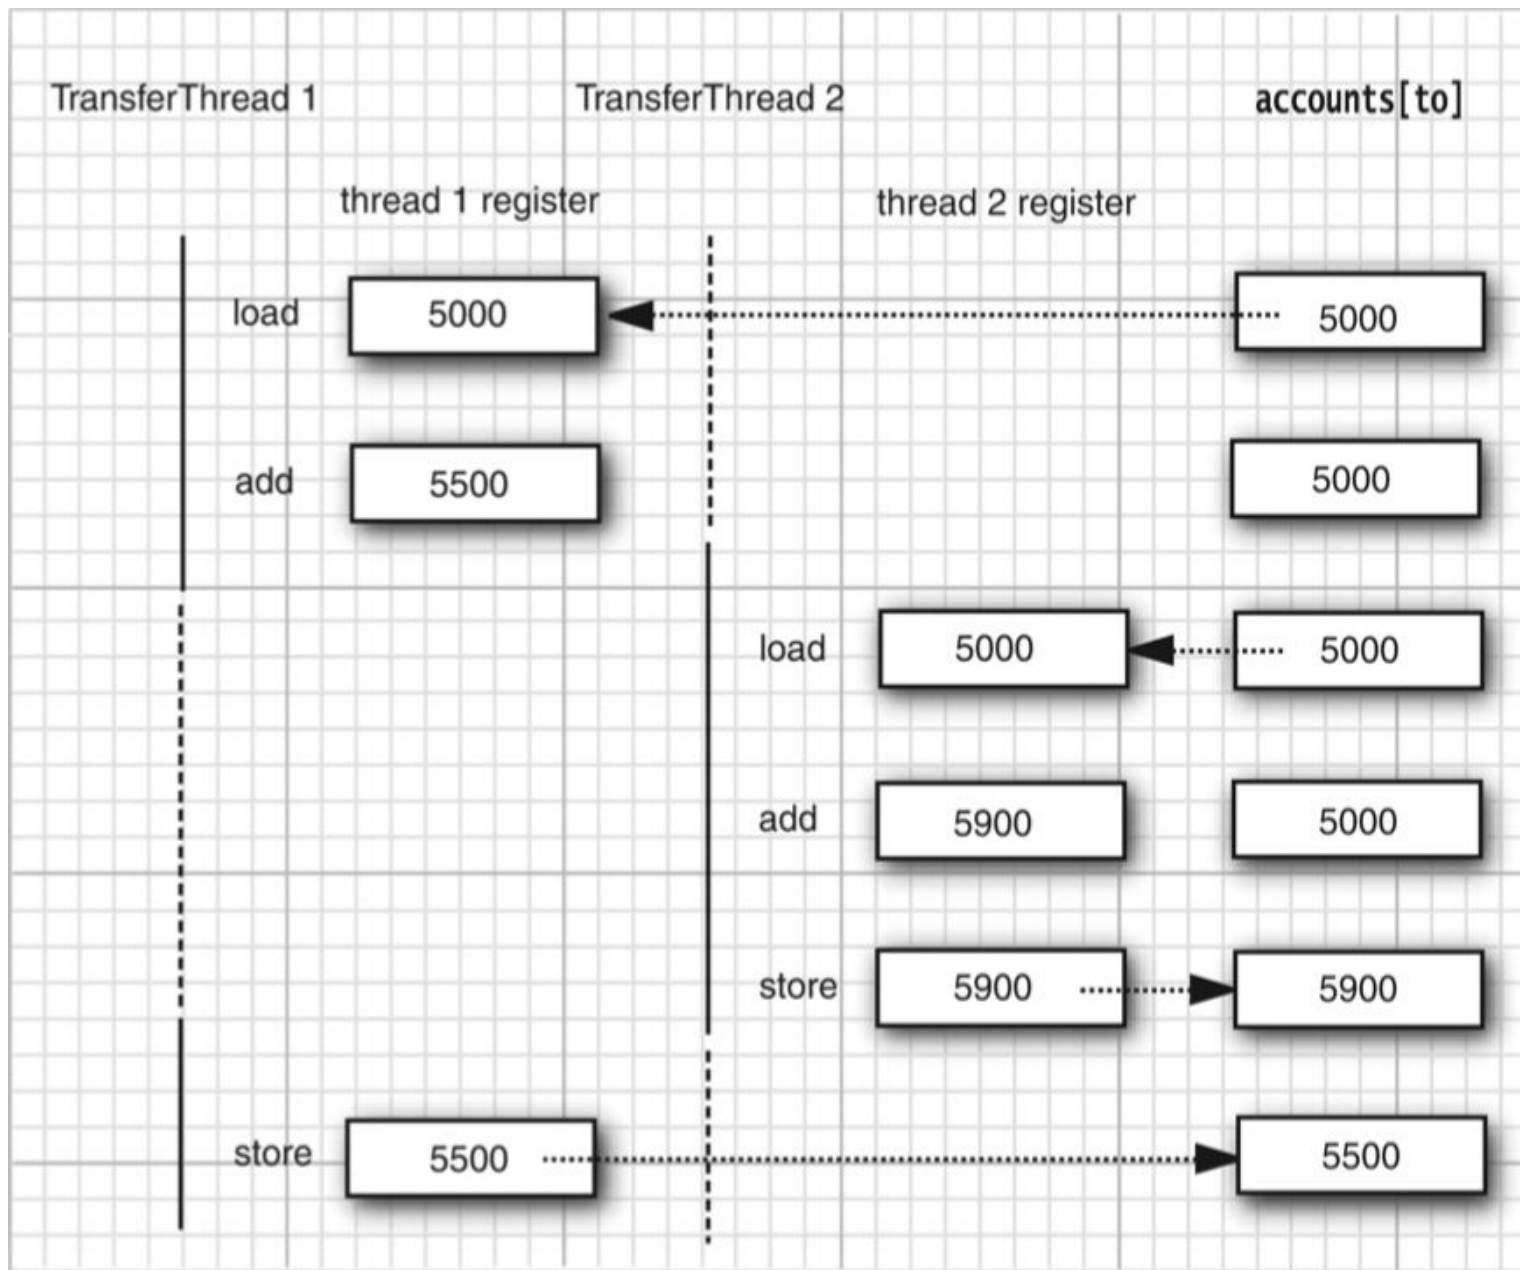 TransferThread 1 TransferThread 2 accounts[to]
thread 1 register thread 2 register
load 5000 5000
add 5500 5000
load 5000 5000
add 5900 5000
store 5900 5900
store 5500 5500